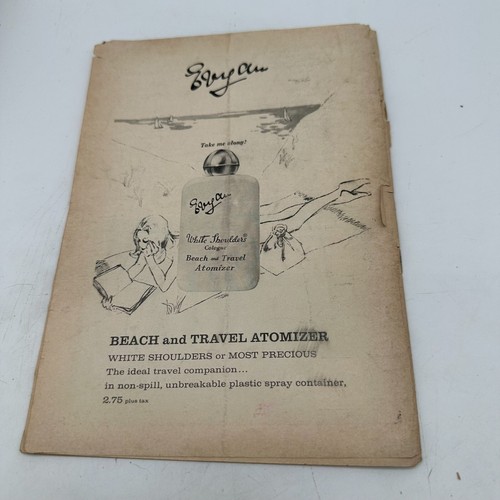 Evyan
Take me along!
Evyan
White Shoulders
Cologne
Beach and Travel
Atomizer
BEACH and TRAVEL ATOMIZER
WHITE SHOULDERS or MOST PRECIOUS
The ideal travel companion...
in non-spill, unbreakable plastic spray container,
2.75 plus tax